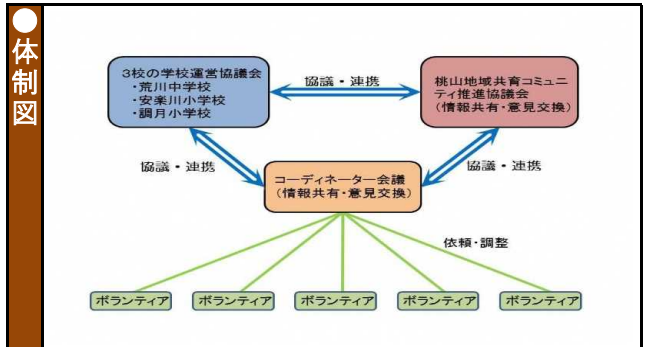 ●体制図
3校の学校運営協議会
・荒川中学校
・安楽川小学校
・調月小学校
協議・連携
桃山地域共育コミュニ
ティ推進協議会
(情報共有・意見交換)
協議・連携
コーディネーター会議
(情報共有・意見交換)
協議・連携
依頼・調整
ボランティア
ボランティア
ボランティア
ボランティア
ボランティア